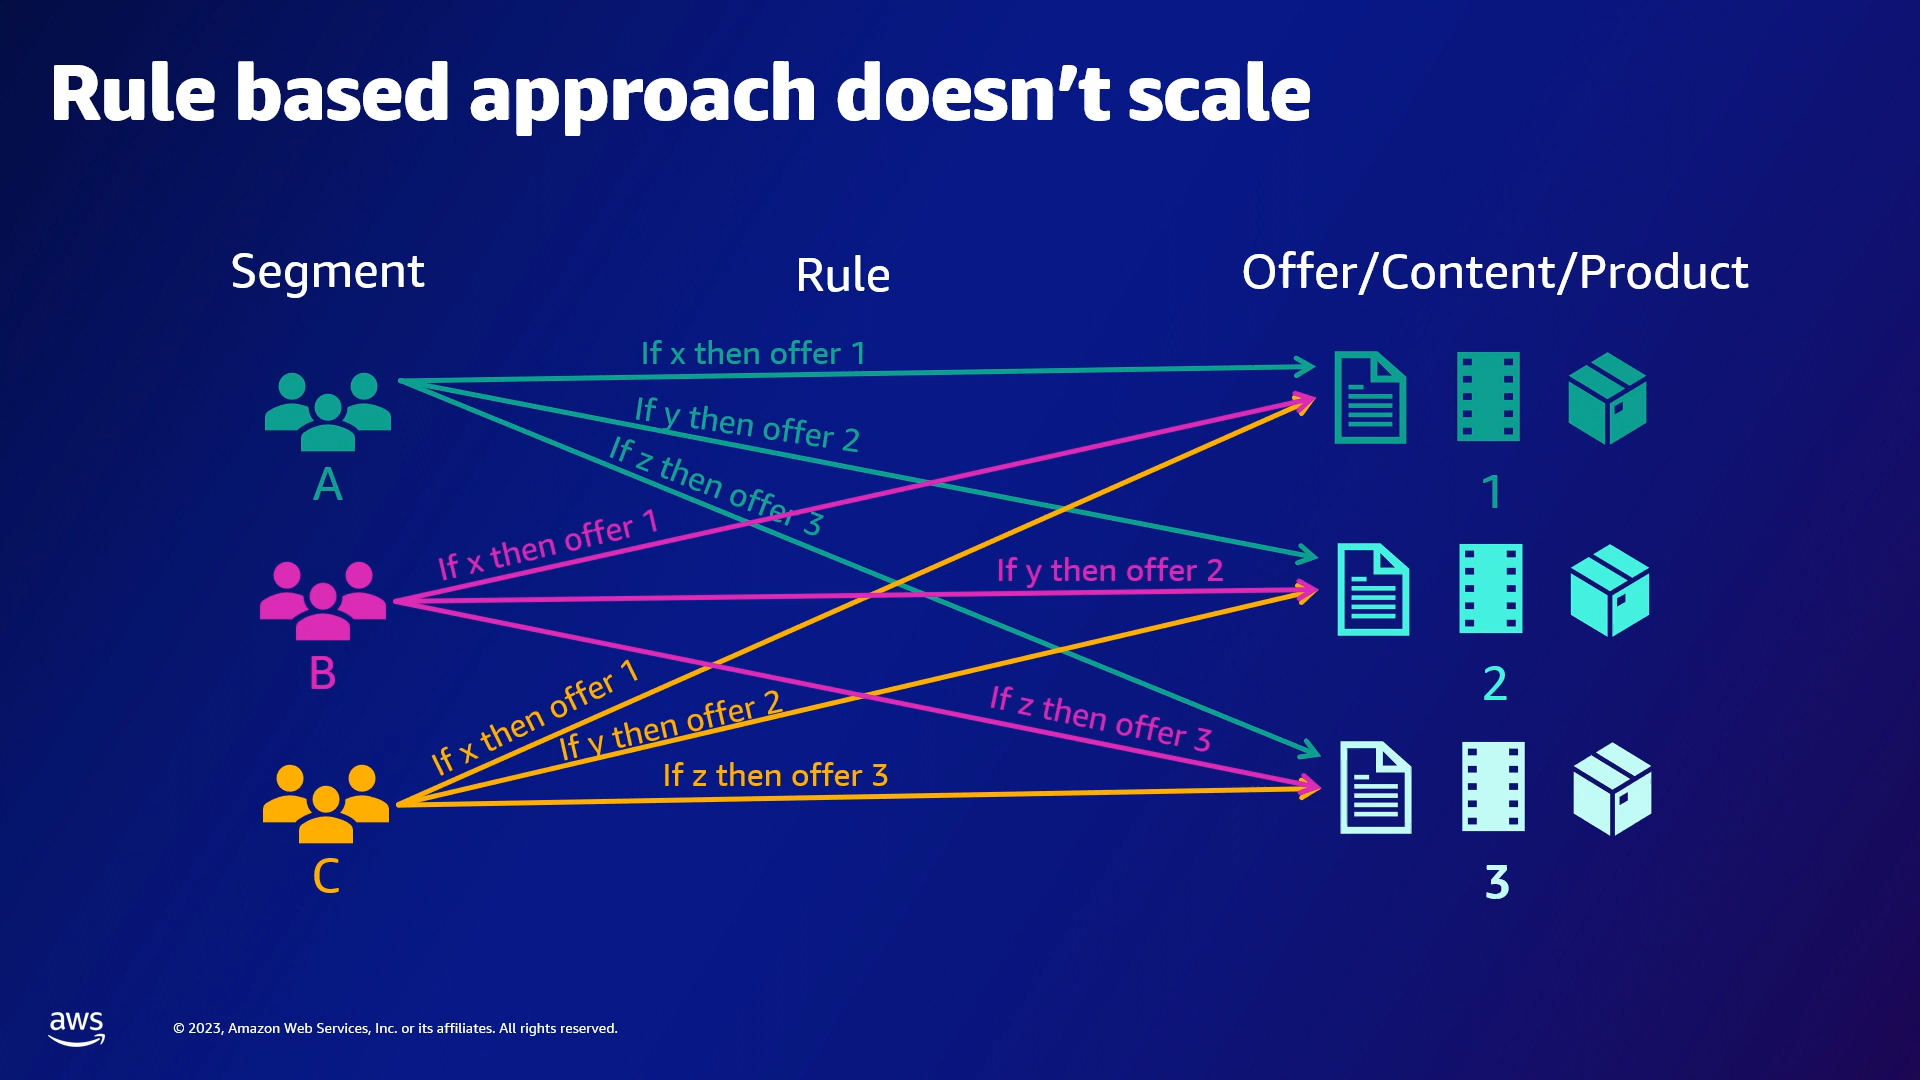 Rule based approach doesn’t scale
Segment
Rule
Offer/Content/Product
If x then offer 1
If y then offer 2
If z then offer 3
A
1
If x then offer 1
If y then offer 2
If z then offer 3
B
2
If x then offer 1
If y then offer 2
If z then offer 3
C
3
aws
© 2023, Amazon Web Services, Inc. or its affiliates. All rights reserved.